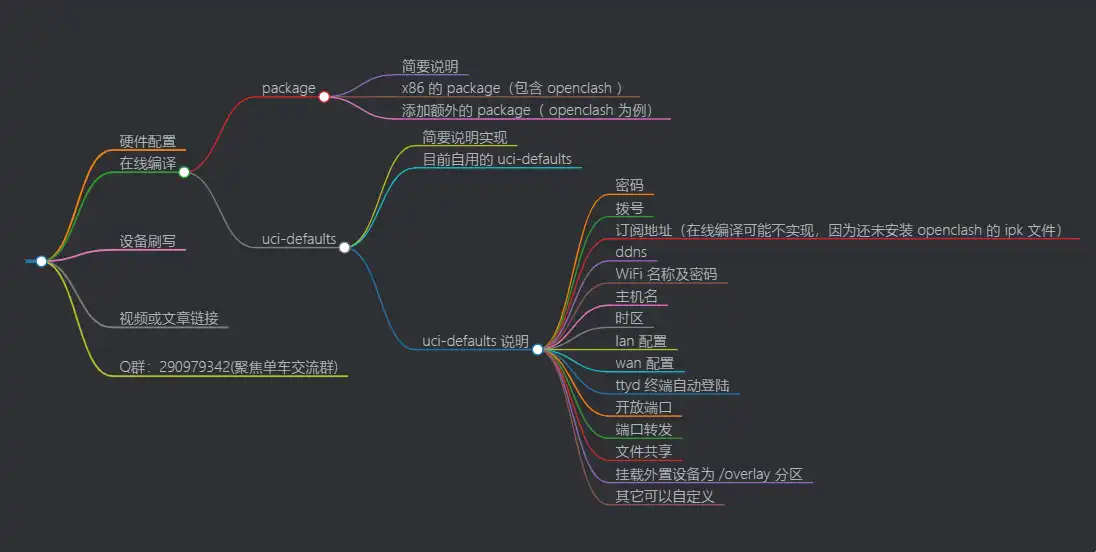 硬件配置
在线编译
package
简要说明
x86 的 package（包含 openclash ）
添加额外的 package（ openclash 为例）
uci-defaults
简要说明实现
目前自用的 uci-defaults
uci-defaults 说明
密码
拨号
订阅地址（在线编译可能不实现，因为还未安装 openclash 的 ipk 文件）
ddns
WiFi 名称及密码
主机名
时区
lan 配置
wan 配置
ttyd 终端自动登陆
开放端口
端口转发
文件共享
挂载外置设备为 /overlay 分区
其它可以自定义
设备刷写
视频或文章链接
Q群：290979342(聚焦单车交流群)